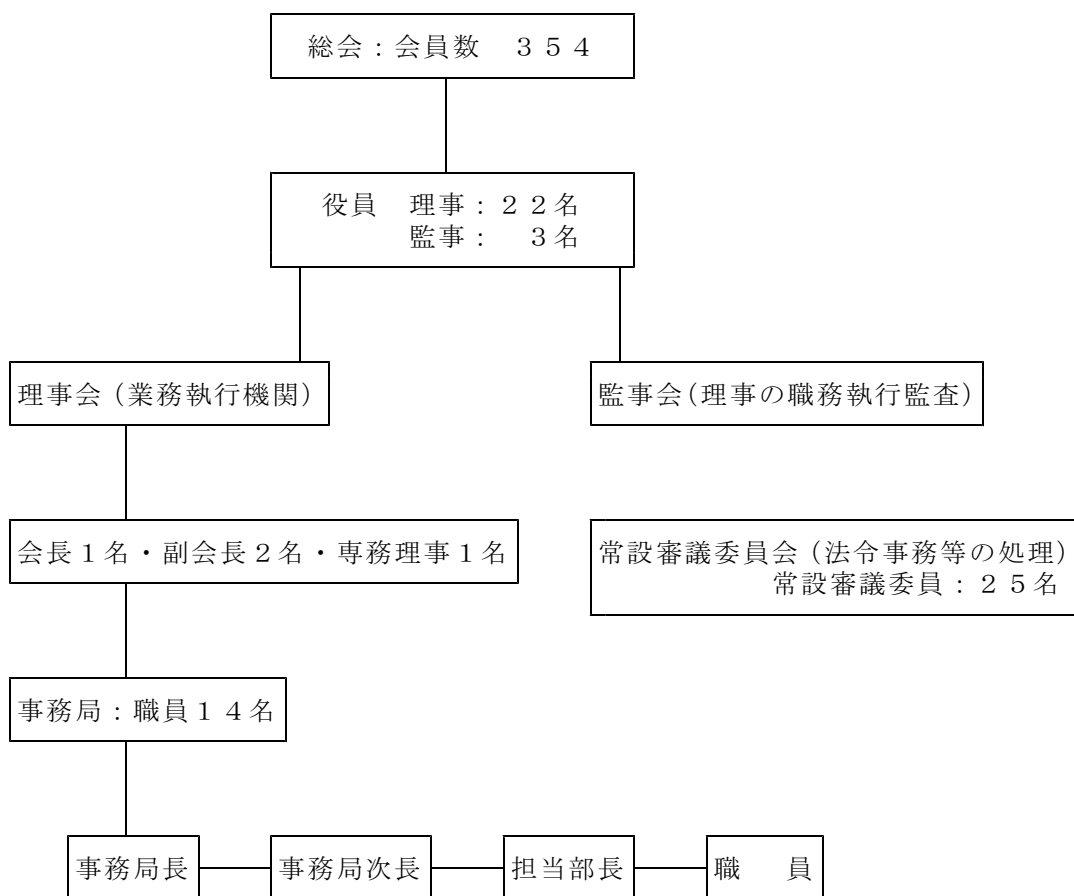 総会：会員数　３５４
役員　理事：２２名
監事：　３名
理事会（業務執行機関）
監事会（理事の職務執行監査）
会長１名・副会長２名・専務理事１名
常設審議委員会（法令事務等の処理）
常設審議委員：２５名
事務局：職員１４名
事務局長
事務局次長
担当部長
職　員